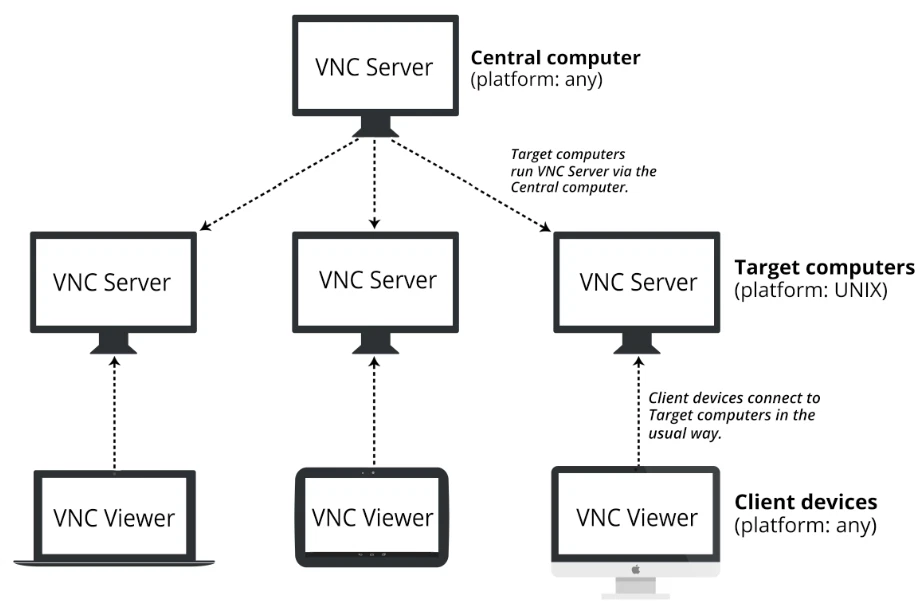 VNC Server
Central computer
(platform: any)
Target computers
run VNC Server via the
Central computer.
VNC Server
VNC Server
VNC Server
Target computers
(platform: UNIX)
Client devices connect to
Target computers in the
usual way.
VNC Viewer
VNC Viewer
VNC Viewer
Client devices
(platform: any)